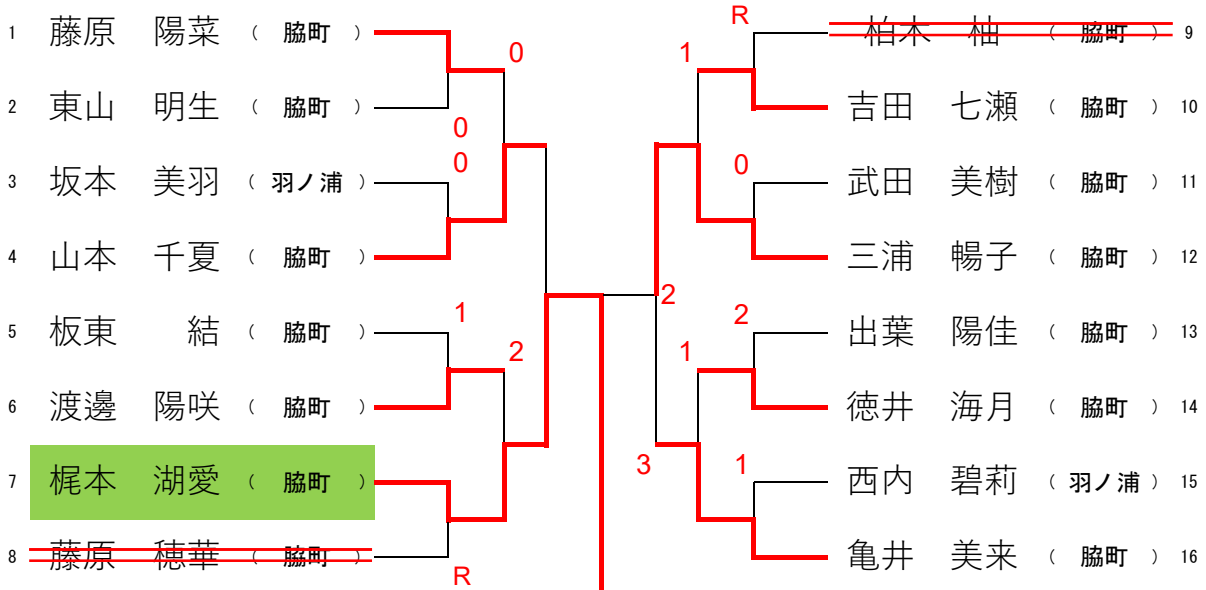 1 藤原 陽菜 ( 脇町 )
2 東山 明生 ( 脇町 )
3 坂本 美羽 ( 羽ノ浦 )
4 山本 千夏 ( 脇町 )
5 板東 結 ( 脇町 )
6 渡邊 陽咲 ( 脇町 )
7 梶本 湖愛 ( 脇町 )
8 藤原 穂華 ( 脇町 )
0
0
0
1
2
R
R
1
0
2
2
1
3
1
柏木 柚 ( 脇町 ) 9
吉田 七瀬 ( 脇町 ) 10
武田 美樹 ( 脇町 ) 11
三浦 暢子 ( 脇町 ) 12
出葉 陽佳 ( 脇町 ) 13
徳井 海月 ( 脇町 ) 14
西内 碧莉 ( 羽ノ浦 ) 15
亀井 美来 ( 脇町 ) 16